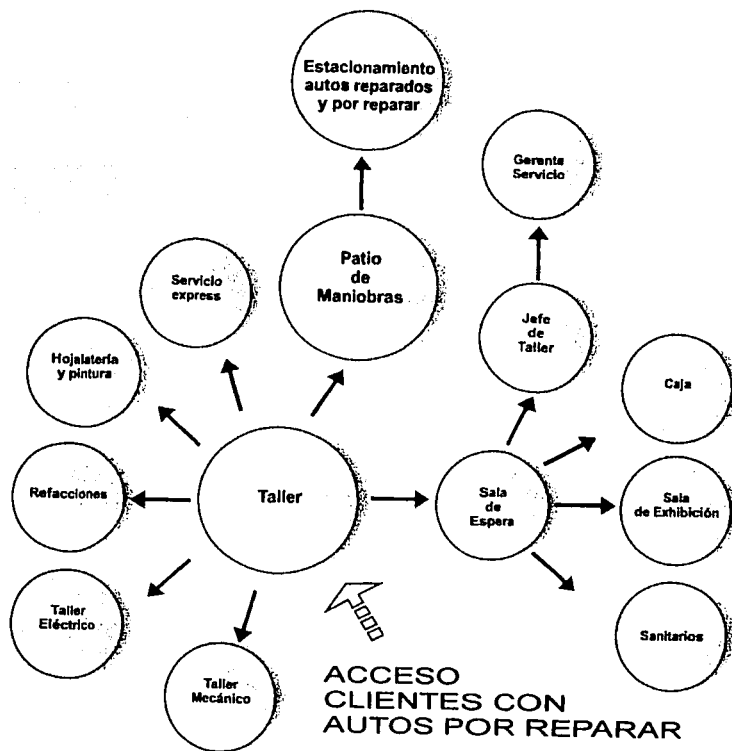 Estacionamiento
autos reparados
y por reparar
Gerente
Servicio
Patio
de
Maniobras
Servicio
express
Jefe
de
Taller
Hojalatería
y pintura
Caja
Refacciones
Taller
Sala
de
Espera
Sala
de Exhibición
Taller
Eléctrico
Sanitarios
Taller
Mecánico
ACCESO
CLIENTES CON
AUTOS POR REPARAR